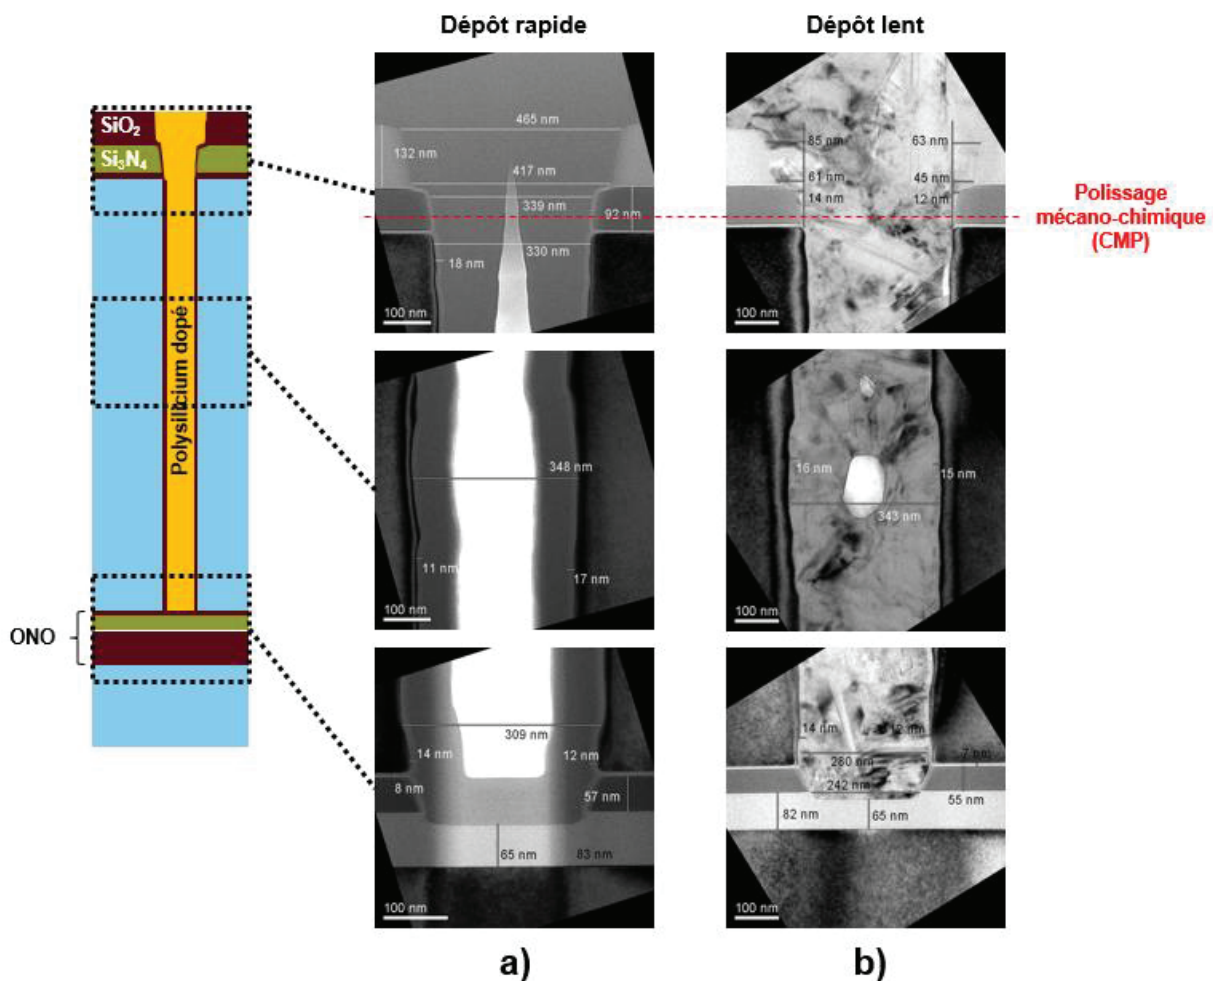 Dépôt rapide
Dépôt lent
SiO2
Si3N4
Polysilicium dopé
ONO
465 nm
132 nm
417 nm
339 nm
92 nm
330 nm
18 nm
100 nm
85 nm
63 nm
61 nm
45 nm
14 nm
12 nm
100 nm
Polissage
mécano-chimique
(CMP)
348 nm
11 nm
17 nm
100 nm
16 nm
15 nm
343 nm
100 nm
309 nm
14 nm
12 nm
8 nm
57 nm
65 nm
83 nm
100 nm
14 nm
12 nm
7 nm
280 nm
242 nm
55 nm
82 nm
65 nm
100 nm
a)
b)